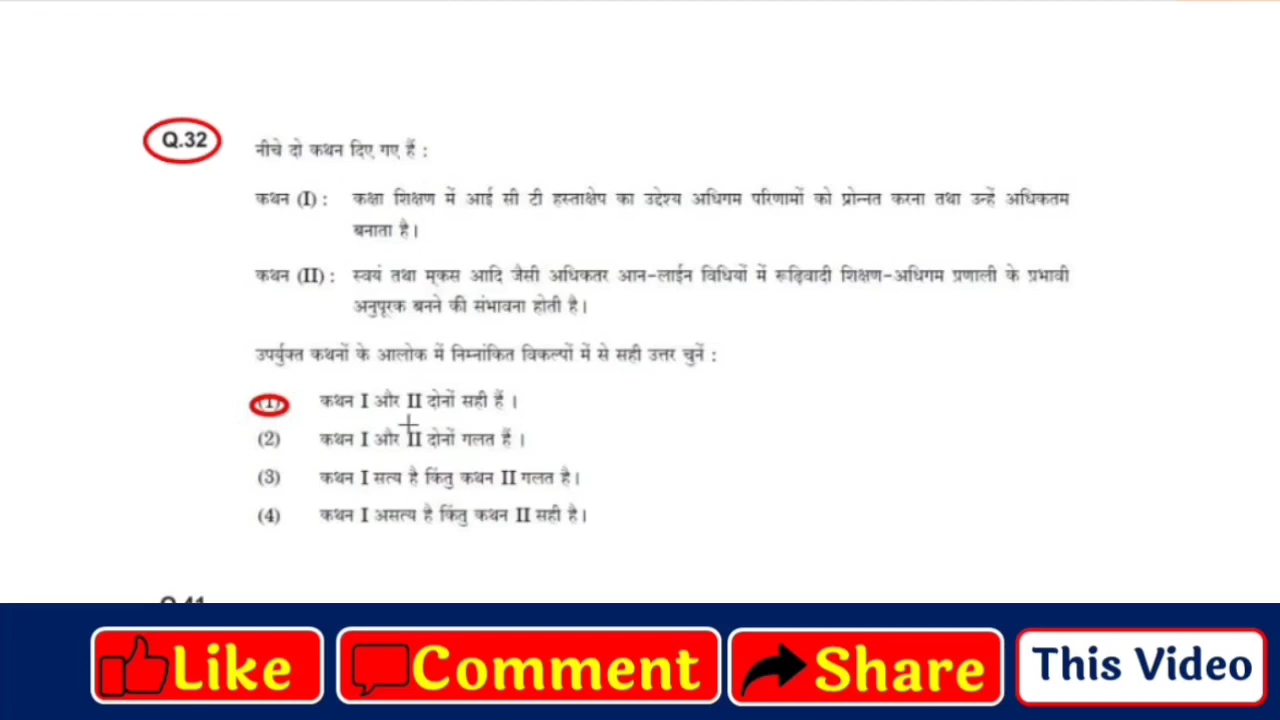 Q.32
नीचे दो कथन दिए गए हैं :
कथन (I) : कक्षा शिक्षण में आई सी टी हस्ताक्षेप का उद्देश्य अधिगम परिणामों को प्रोन्नत करना तथा उन्हें अधिकतम
बनाता है।
कथन (II) : स्वयं तथा मूकस आदि जैसी अधिकतर आन-लाईन विधियों में रूढ़िवादी शिक्षण-अधिगम प्रणाली के प्रभावी
अनुपूरक बनने की संभावना होती है।
उपर्युक्त कथनों के आलोक में निम्नांकित विकल्पों में से सही उत्तर चुनें :
(1) कथन I और II दोनों सही हैं ।
(2) कथन I और II दोनों गलत हैं ।
(3) कथन I सत्य है किंतु कथन II गलत है।
(4) कथन I असत्य है किंतु कथन II सही है।
Like Comment Share This Video